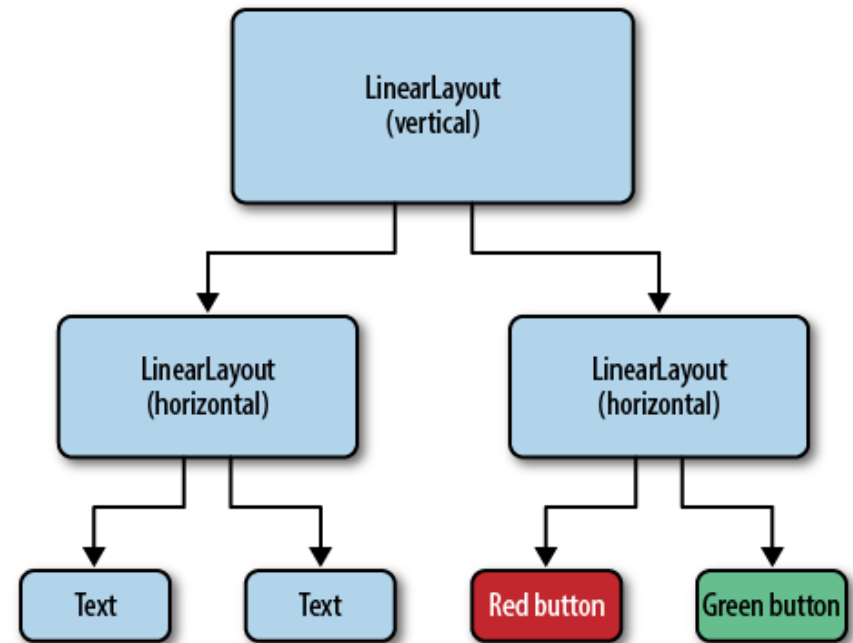 LinearLayout
(vertical)
LinearLayout
(horizontal)
LinearLayout
(horizontal)
Text
Text
Red button
Green button